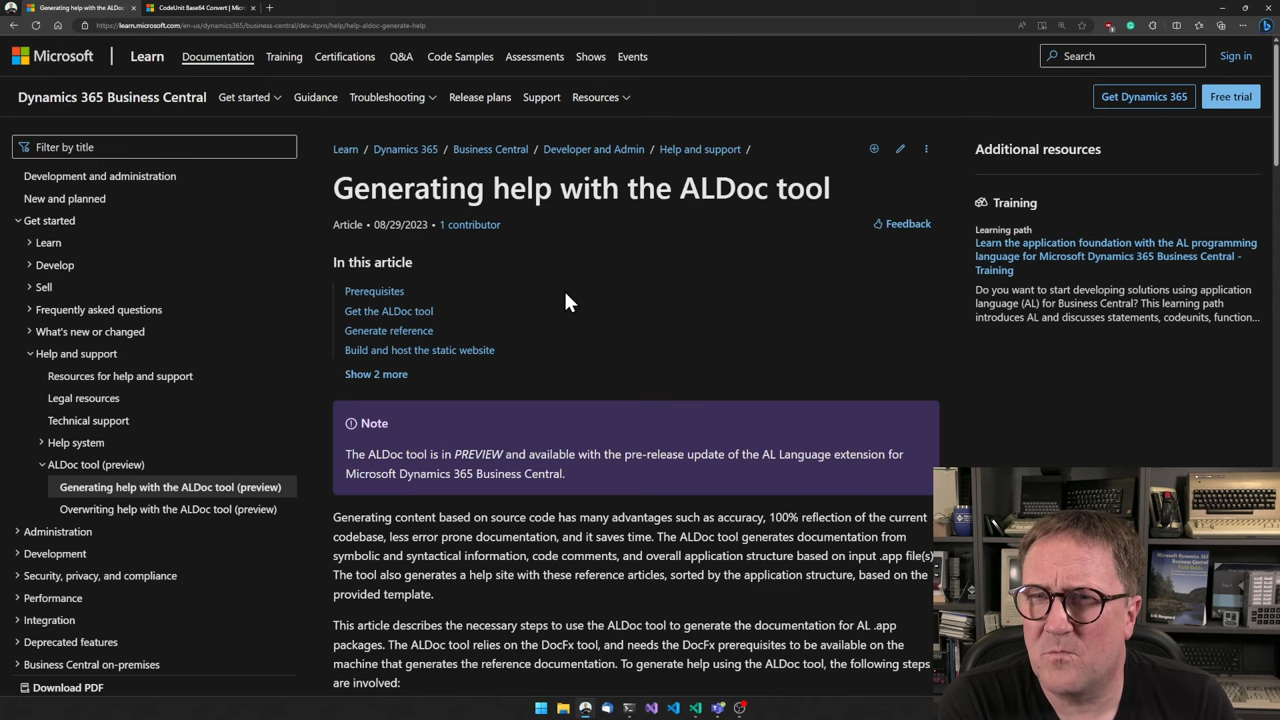 Generating help with the ALDoc
CodeUnit Base64 Convert | Micro
https://learn.microsoft.com/en-us/dynamics365/business-central/dev-itpro/help/help-aldoc-generate-help
Microsoft
Learn
Documentation
Training
Certifications
Q&A
Code Samples
Assessments
Shows
Events
Search
Sign in
Dynamics 365 Business Central
Get started
Guidance
Troubleshooting
Release plans
Support
Resources
Get Dynamics 365
Free trial
Filter by title
Development and administration
New and planned
Get started
Learn
Develop
Sell
Frequently asked questions
What's new or changed
Help and support
Resources for help and support
Legal resources
Technical support
Help system
ALDoc tool (preview)
Generating help with the ALDoc tool (preview)
Overwriting help with the ALDoc tool (preview)
Administration
Development
Security, privacy, and compliance
Performance
Integration
Deprecated features
Business Central on-premises
Download PDF
Learn / Dynamics 365 / Business Central / Developer and Admin / Help and support /
Generating help with the ALDoc tool
Article • 08/29/2023 • 1 contributor
Feedback
In this article
Prerequisites
Get the ALDoc tool
Generate reference
Build and host the static website
Show 2 more
Note
The ALDoc tool is in PREVIEW and available with the pre-release update of the AL Language extension for
Microsoft Dynamics 365 Business Central.
Generating content based on source code has many advantages such as accuracy, 100% reflection of the current
codebase, less error prone documentation, and it saves time. The ALDoc tool generates documentation from
symbolic and syntactical information, code comments, and overall application structure based on input .app file(s)
The tool also generates a help site with these reference articles, sorted by the application structure, based on the
provided template.
This article describes the necessary steps to use the ALDoc tool to generate the documentation for AL .app
packages. The ALDoc tool relies on the DocFx tool, and needs the DocFx prerequisites to be available on the
machine that generates the reference documentation. To generate help using the ALDoc tool, the following steps
are involved:
Additional resources
Training
Learning path
Learn the application foundation with the AL programming
language for Microsoft Dynamics 365 Business Central -
Training
Do you want to start developing solutions using application
language (AL) for Business Central? This learning path
introduces AL and discusses statements, codeunits, function...